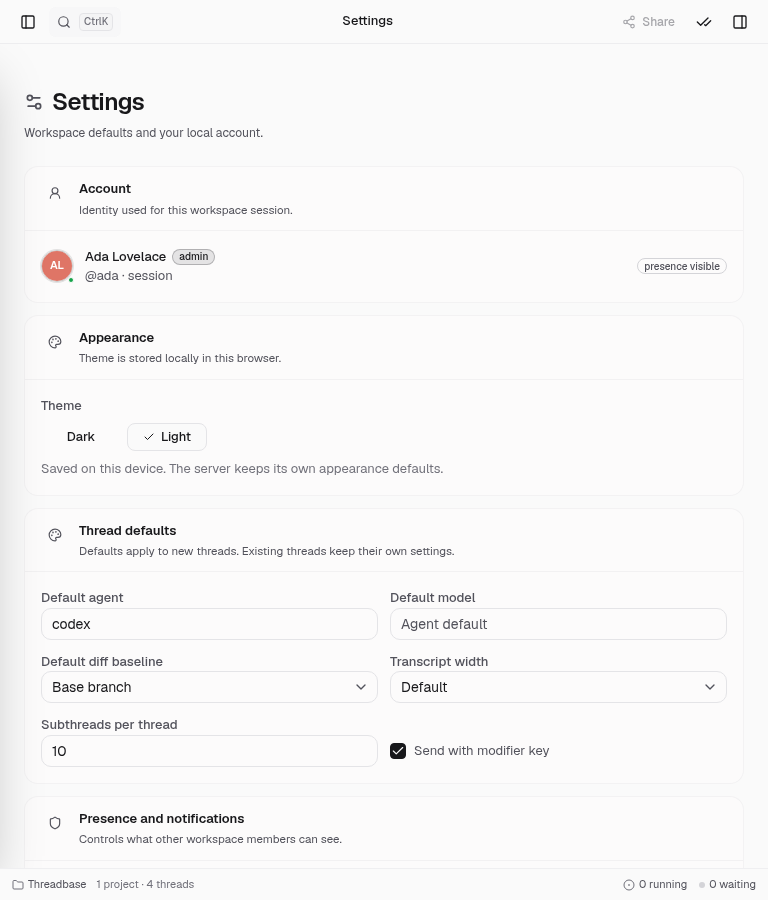 CtrlK
Settings
Share
Settings
Workspace defaults and your local account.
Account
Identity used for this workspace session.
AL
Ada Lovelace admin
@ada · session
presence visible
Appearance
Theme is stored locally in this browser.
Theme
Dark Light
Saved on this device. The server keeps its own appearance defaults.
Thread defaults
Defaults apply to new threads. Existing threads keep their own settings.
Default agent
codex
Default model
Agent default
Default diff baseline
Base branch
Transcript width
Default
Subthreads per thread
10
Send with modifier key
Presence and notifications
Controls what other workspace members can see.
Threadbase 1 project · 4 threads
0 running 0 waiting